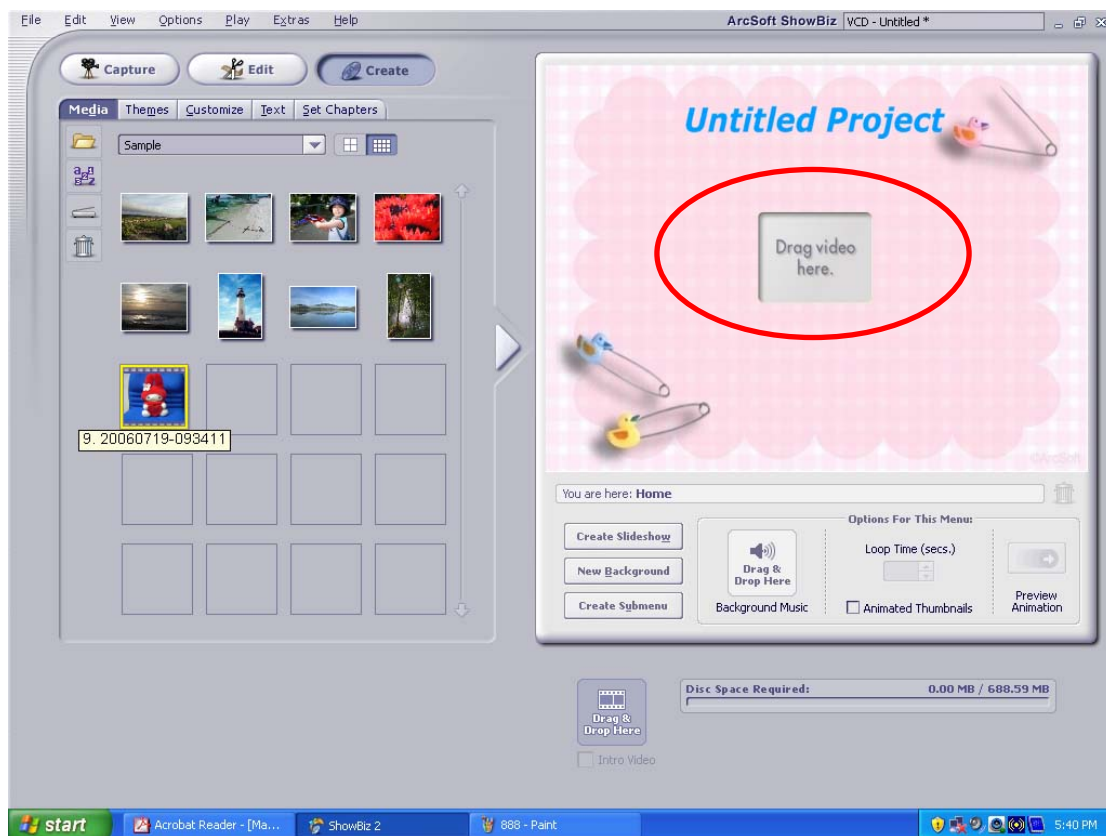 File Edit View Options Play Extras Help
ArcSoft ShowBiz VCD - Untitled *
Capture Edit Create
Media Themes Customize Text Set Chapters
Sample
9. 20060719-093411
Untitled Project
Drag video
here.
©ArcSoft
You are here: Home
Create Slideshow
New Background
Create Submenu
Drag &
Drop Here
Background Music
Options For This Menu:
Loop Time (secs.)
Animated Thumbnails
Preview
Animation
Drag &
Drop Here
Intro Video
Disc Space Required: 0.00 MB / 688.59 MB
start Acrobat Reader - [Ma... ShowBiz 2 888 - Paint 5:40 PM